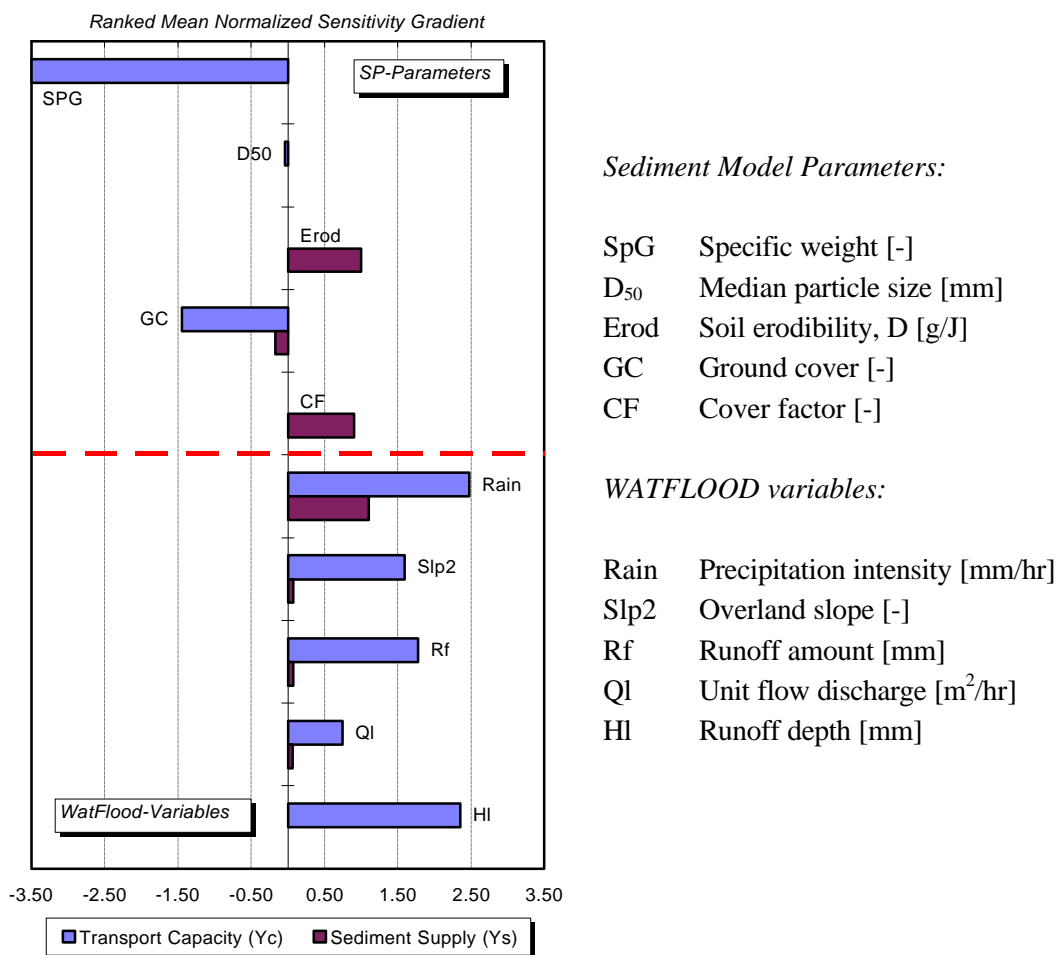 Ranked Mean Normalized Sensitivity Gradient
SP-Parameters
SPG
D50
Erod
GC
CF
Rain
Slp2
Rf
Ql
Hl
WatFlood-Variables
-3.50 -2.50 -1.50 -0.50 0.50 1.50 2.50 3.50
Transport Capacity (Yc) Sediment Supply (Ys)
Sediment Model Parameters:
SpG Specific weight [-]
D₅₀ Median particle size [mm]
Erod Soil erodibility, D [g/J]
GC Ground cover [-]
CF Cover factor [-]
WATFLOOD variables:
Rain Precipitation intensity [mm/hr]
Slp2 Overland slope [-]
Rf Runoff amount [mm]
Ql Unit flow discharge [m²/hr]
Hl Runoff depth [mm]